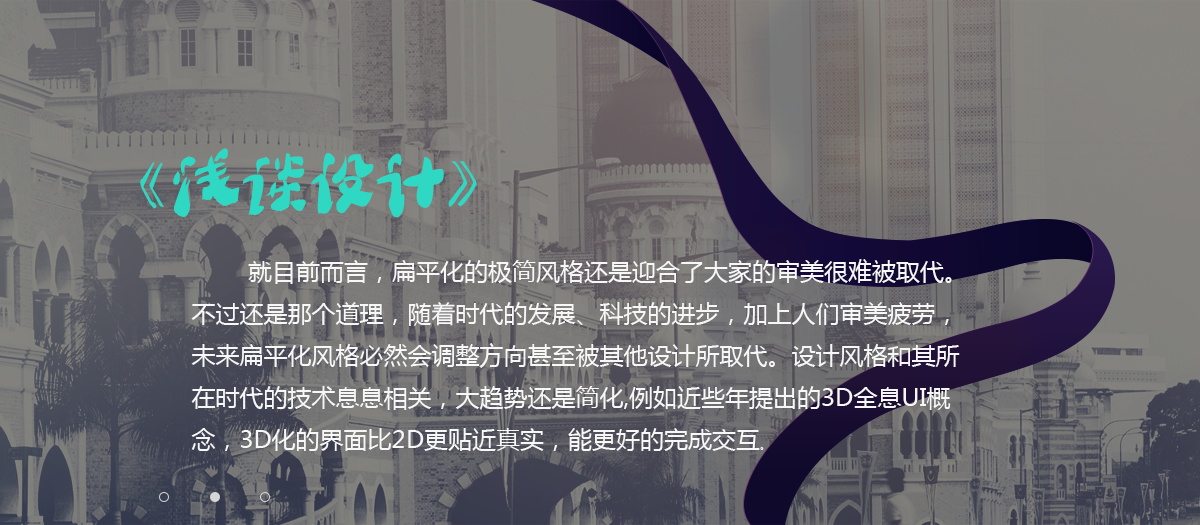 《浅谈设计》
就目前而言，扁平化的极简风格还是迎合了大家的审美很难被取代。
不过还是那个道理，随着时代的发展、科技的进步，加上人们审美疲劳，
未来扁平化风格必然会调整方向甚至被其他设计所取代。设计风格和其所
在时代的技术息息相关，大趋势还是简化,例如近些年提出的3D全息UI概
念，3D化的界面比2D更贴近真实，能更好的完成交互.